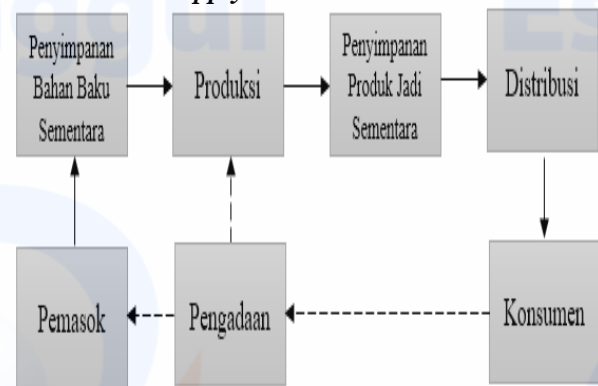 Penyimpanan
Bahan Baku
Sementara
Produksi
Penyimpanan
Produk Jadi
Sementara
Distribusi
Pemasok
Pengadaan
Konsumen